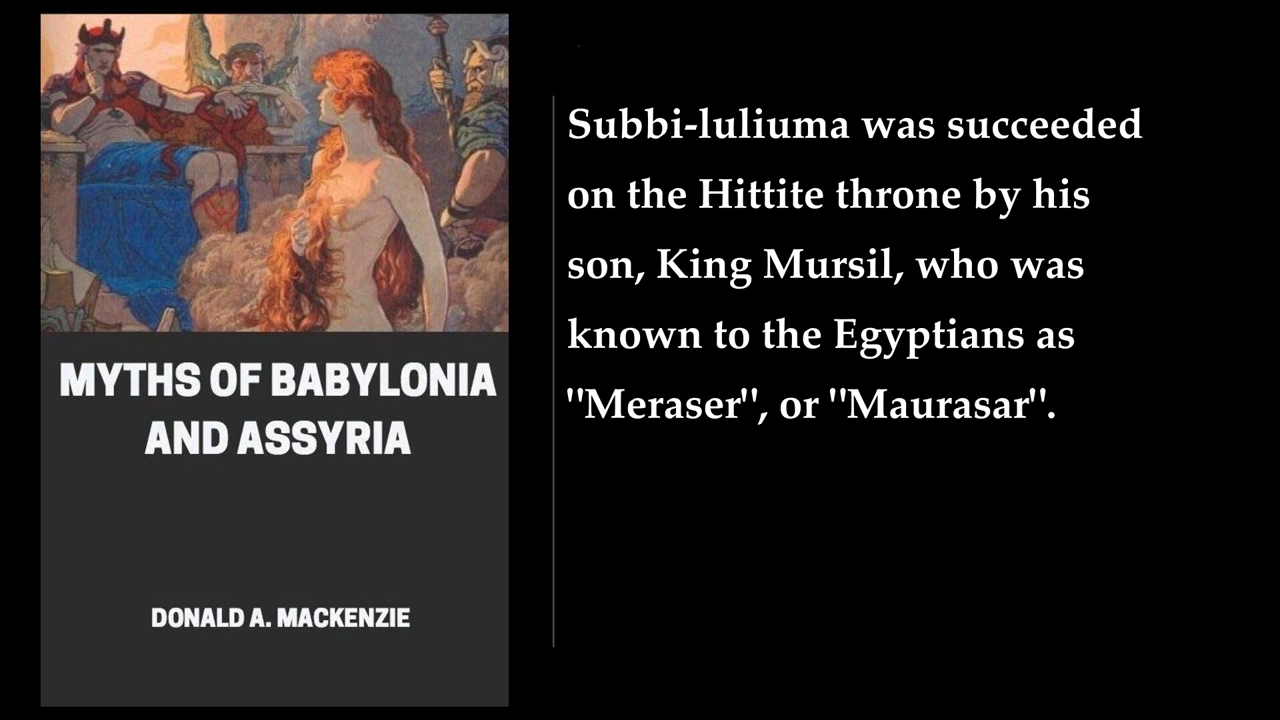 MYTHS OF BABYLONIA
AND ASSYRIA
DONALD A. MACKENZIE
Subbi-luliuma was succeeded
on the Hittite throne by his
son, King Mursil, who was
known to the Egyptians as
"Meraser", or "Maurasar".